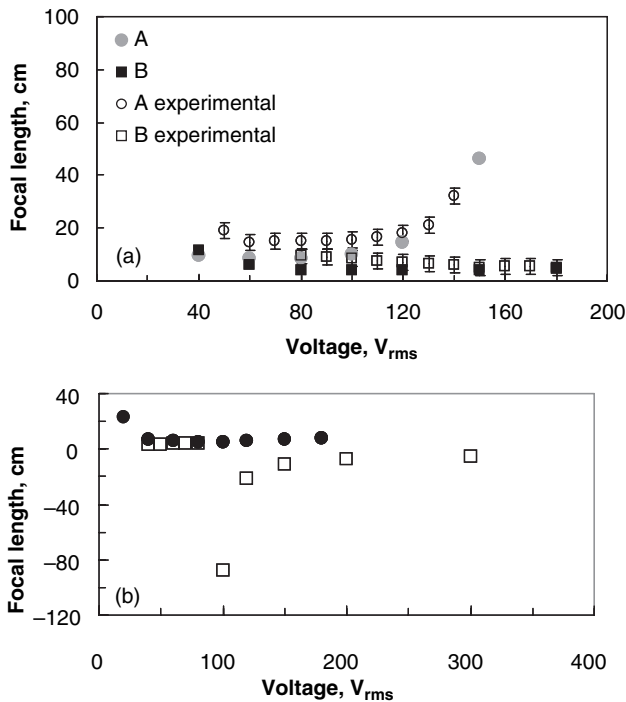 100
80
60
40
20
0
Focal length, cm
A
B
A experimental
B experimental
(a)
0
40
80
120
160
200
Voltage, Vrms
40
0
−40
−80
−120
Focal length, cm
(b)
0
100
200
300
400
Voltage, Vrms